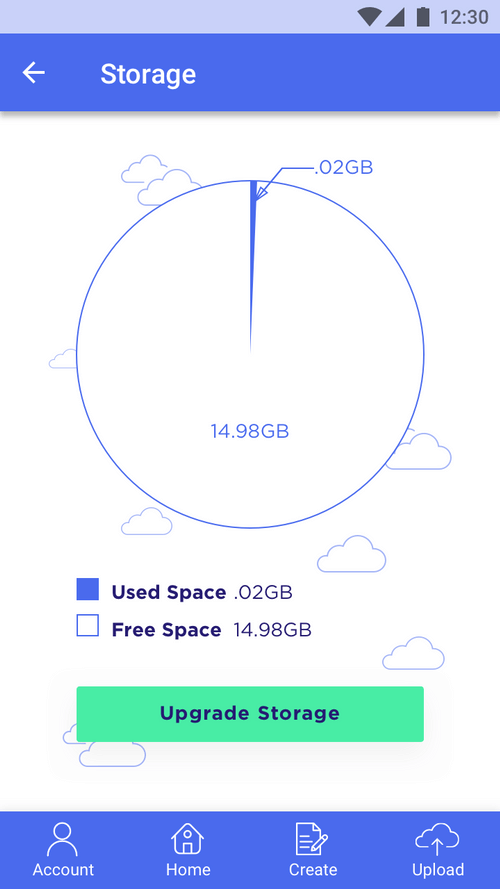 12:30
Storage
.02GB
14.98GB
Used Space .02GB
Free Space 14.98GB
Upgrade Storage
Account Home Create Upload